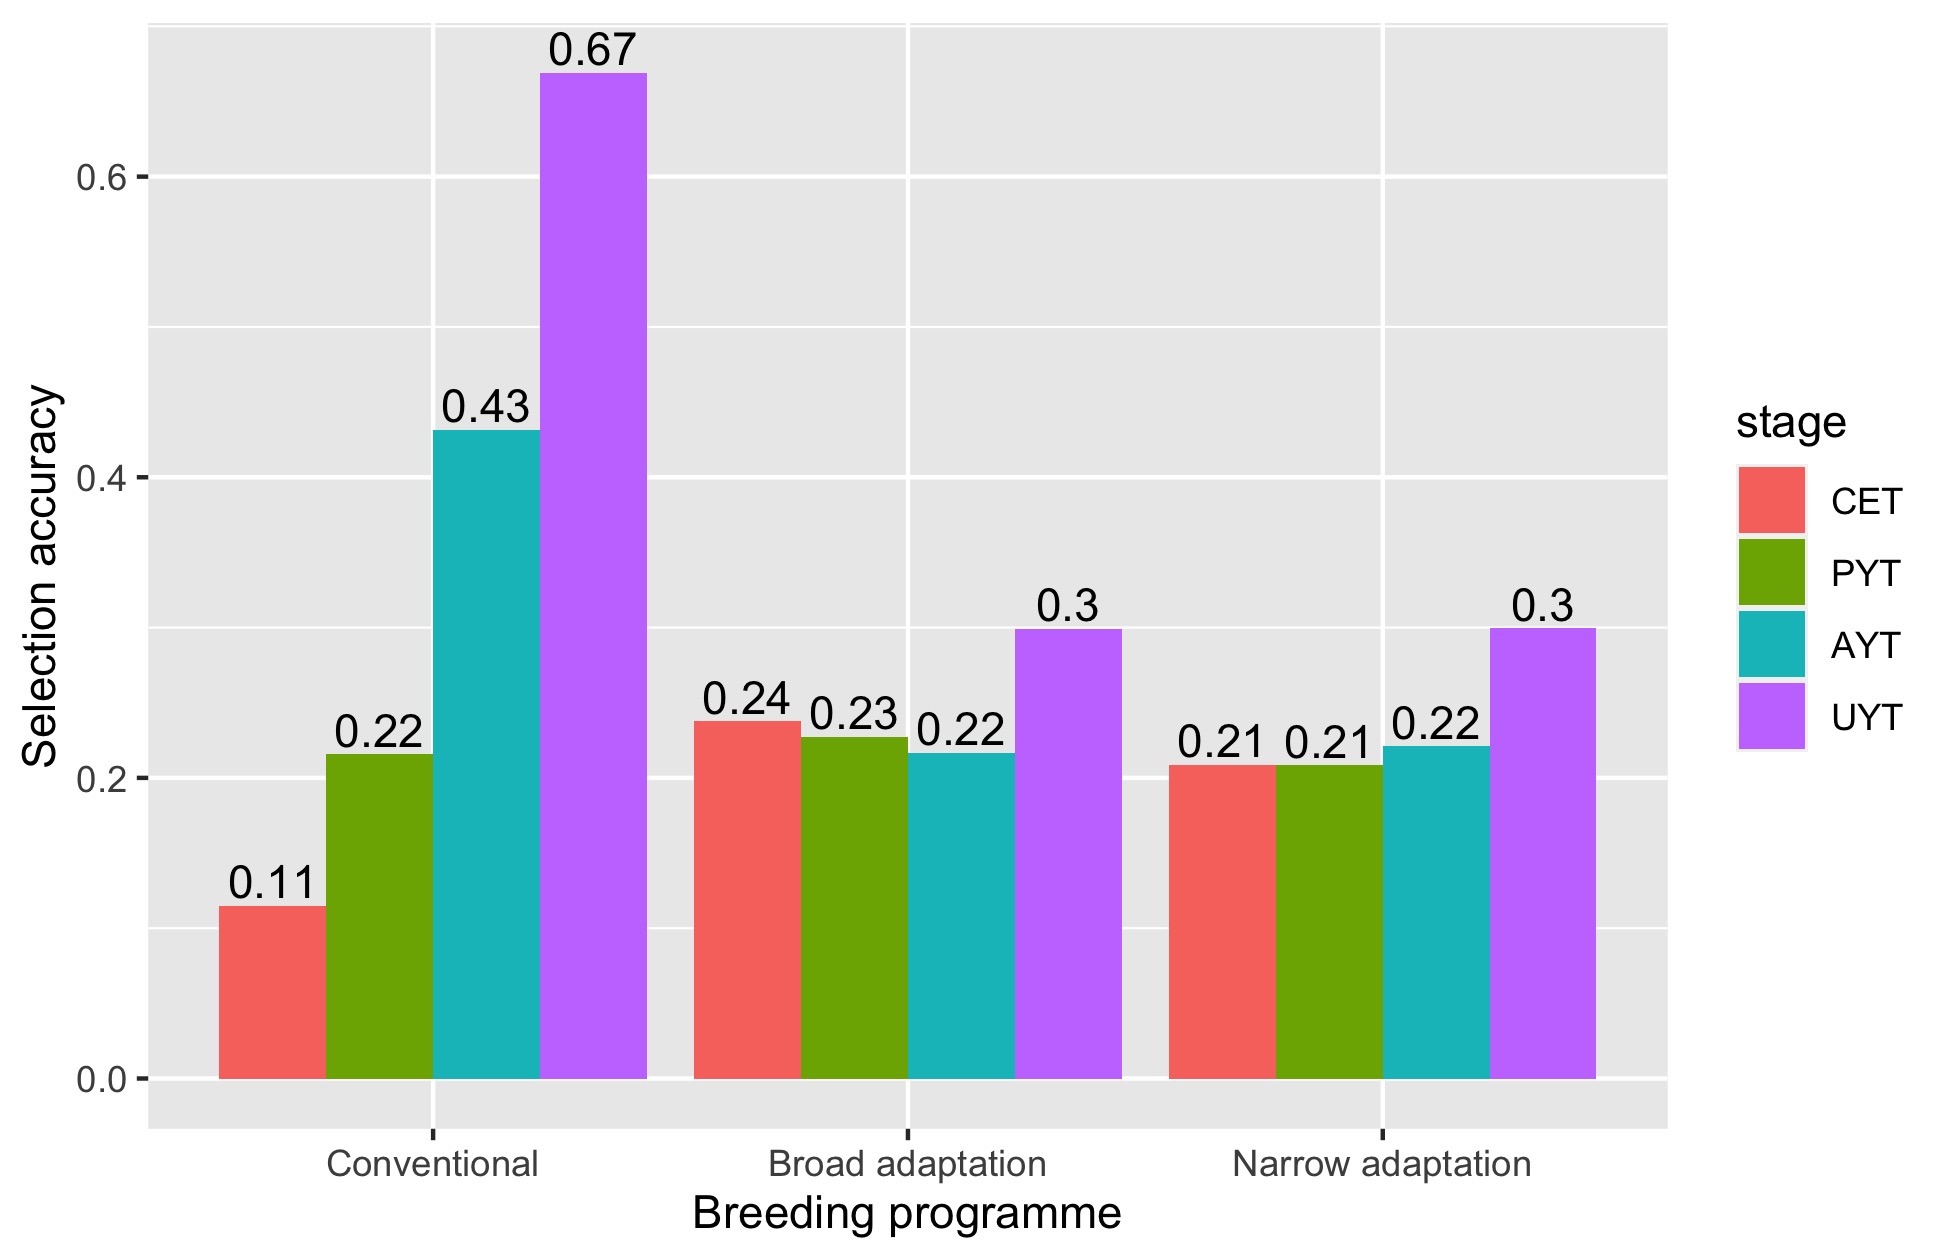 Selection accuracy
0.6
0.4
0.2
0.0
0.11
0.22
0.43
0.67
0.24
0.23
0.22
0.3
0.21
0.21
0.22
0.3
Conventional
Broad adaptation
Narrow adaptation
Breeding programme
stage
CET
PYT
AYT
UYT